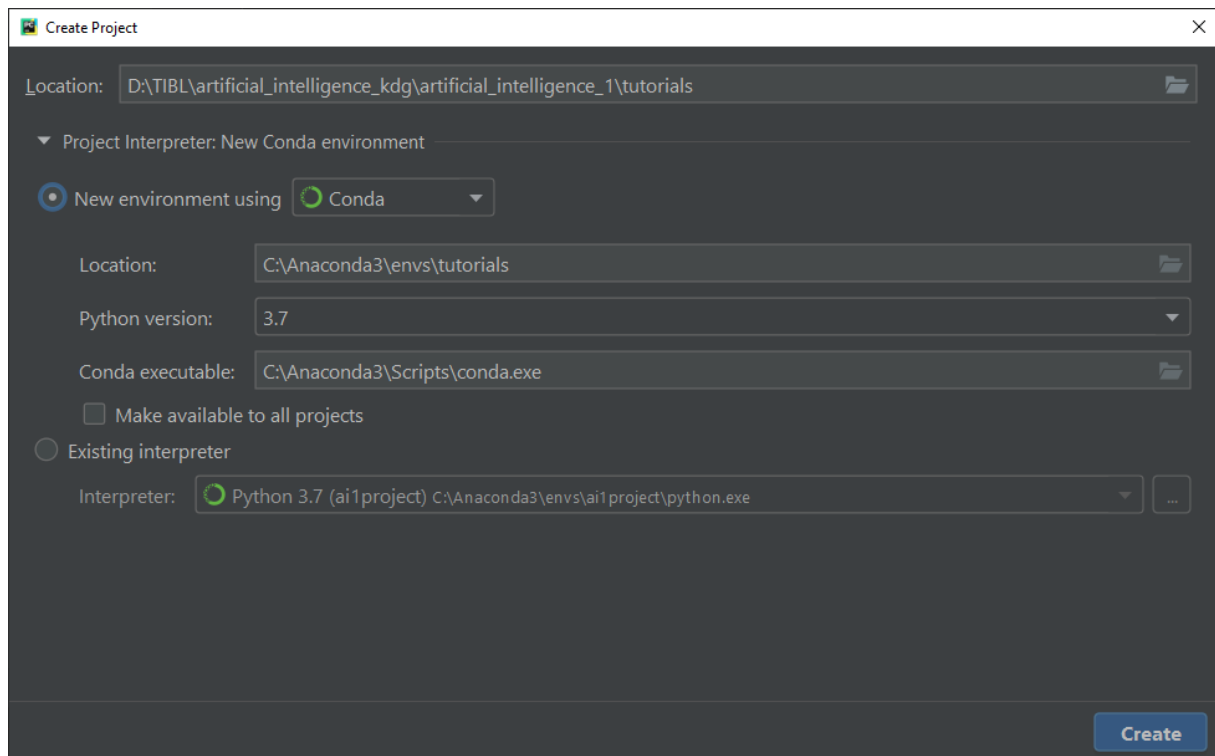 Create Project
Location: D:\TIBL\artificial_intelligence_kdg\artificial_intelligence_1\tutorials
Project Interpreter: New Conda environment
New environment using Conda
Location: C:\Anaconda3\envs\tutorials
Python version: 3.7
Conda executable: C:\Anaconda3\Scripts\conda.exe
Make available to all projects
Existing interpreter
Interpreter: Python 3.7 (ai1project) C:\Anaconda3\envs\ai1project\python.exe ...
Create